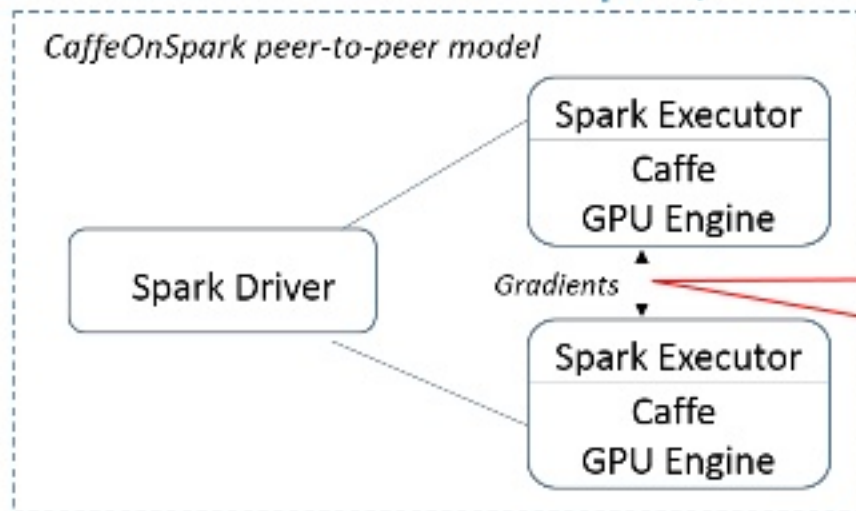 CaffeOnSpark peer-to-peer model
Spark Executor
Caffe
GPU Engine
Spark Driver
Gradients
Spark Executor
Caffe
GPU Engine